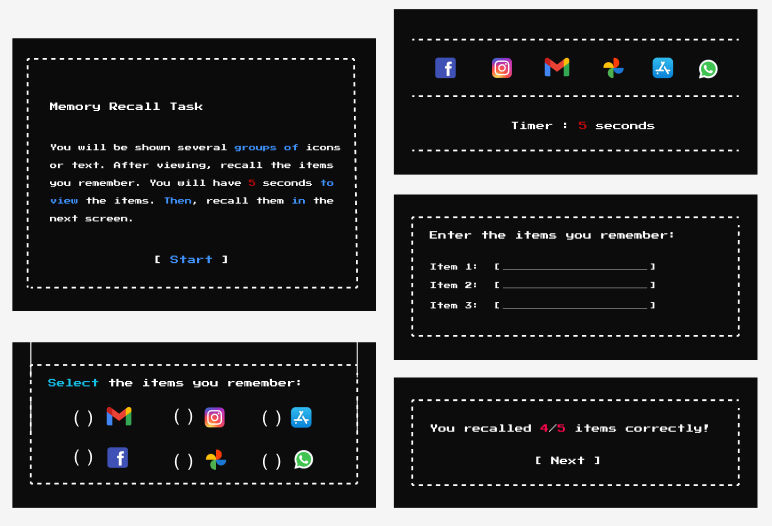 Memory Recall Task
You will be shown several groups of icons
or text. After viewing, recall the items
you remember. You will have 5 seconds to
view the items. Then, recall them in the
next screen.
[ Start ]
Timer : 5 seconds
Enter the items you remember:
Item 1: [____________________]
Item 2: [____________________]
Item 3: [____________________]
Select the items you remember:
( ) ( ) ( )
( ) ( ) ( )
You recalled 4/5 items correctly!
[ Next ]